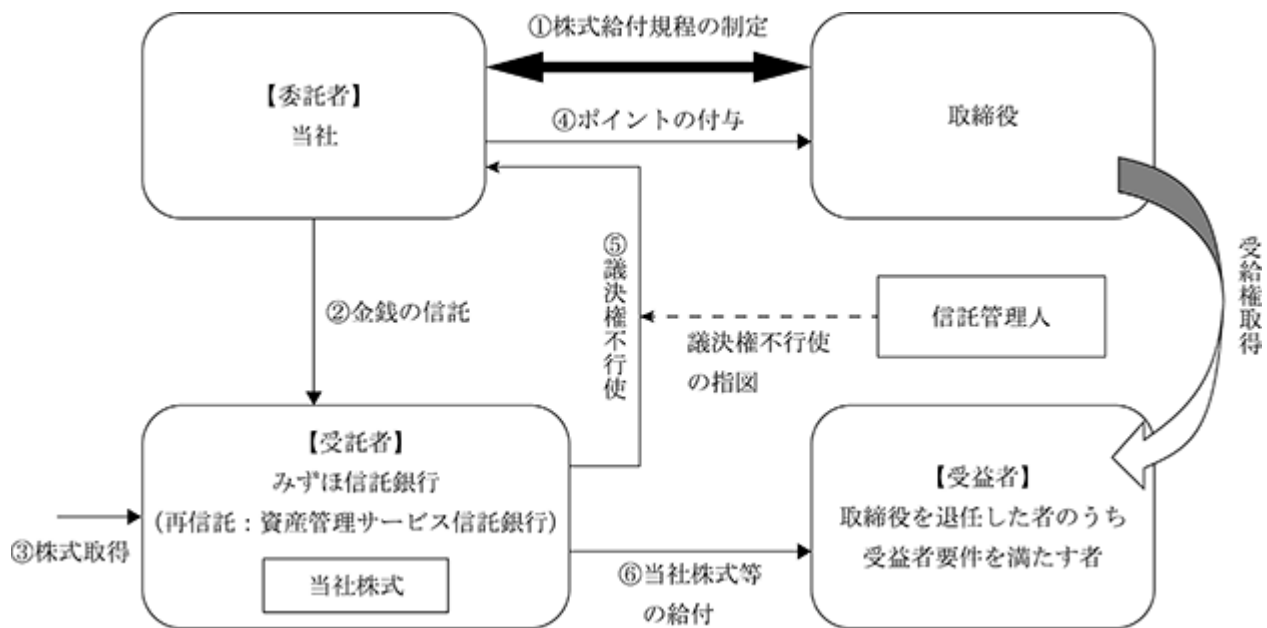 ①株式給付規程の制定
【委託者】
当社
④ポイントの付与
取締役
②金銭の信託
⑤議決権不行使
議決権不行使
の指図
信託管理人
受給権取得
【受託者】
みずほ信託銀行
(再信託:資産管理サービス信託銀行)
当社株式
③株式取得
⑥当社株式等
の給付
【受益者】
取締役を退任した者のうち
受益者要件を満たす者